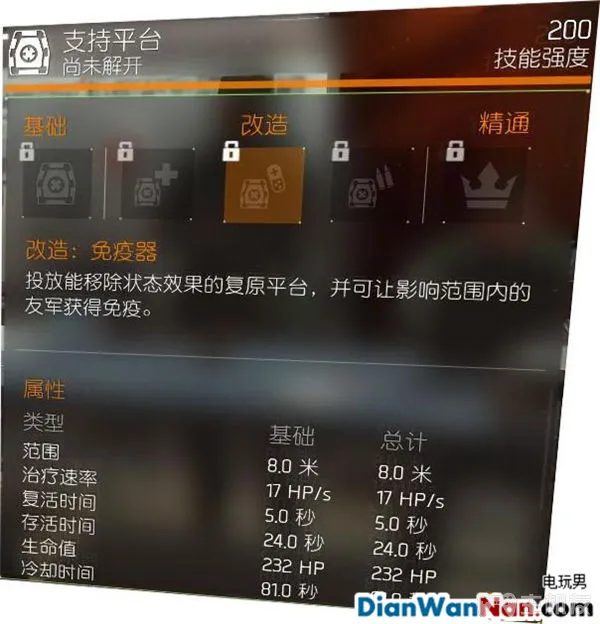 支持平台
200
尚未解开
技能强度
基础
改造
精通
改造：免疫器
投放能移除状态效果的复原平台，并可让影响范围内的
友军获得免疫。
属性
类型 基础 总计
范围 8.0 米 8.0 米
治疗速率 17 HP/s 17 HP/s
复活时间 5.0 秒 5.0 秒
存活时间 24.0 秒 24.0 秒
生命值 232 HP 232 HP
冷却时间 81.0 秒
电玩男
DianWanNan.com